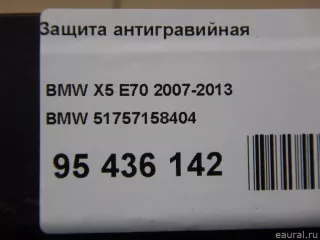 Защита антигравийная
BMW X5 E70 2007-2013
BMW 51757158404
95 436 142
eaural.ru